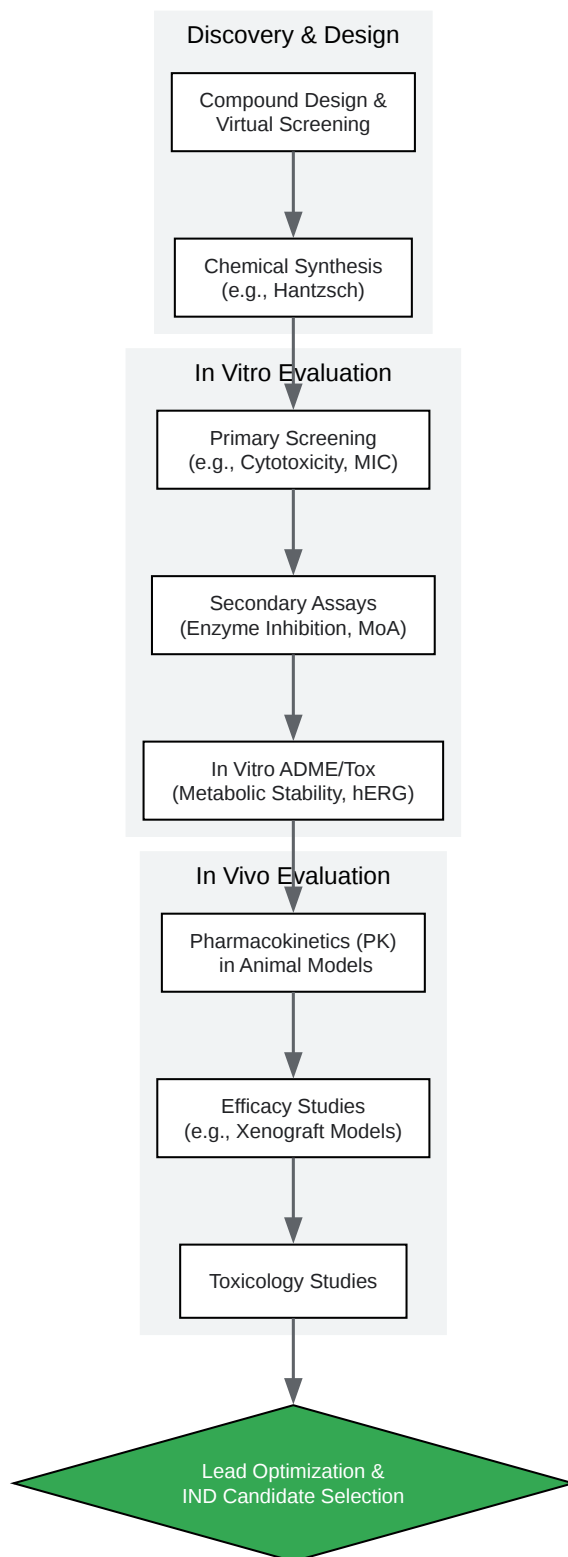 Discovery & Design
Compound Design &
Virtual Screening
Chemical Synthesis
(e.g., Hantzsch)
In Vitro Evaluation
Primary Screening
(e.g., Cytotoxicity, MIC)
Secondary Assays
(Enzyme Inhibition, MoA)
In Vitro ADME/Tox
(Metabolic Stability, hERG)
In Vivo Evaluation
Pharmacokinetics (PK)
in Animal Models
Efficacy Studies
(e.g., Xenograft Models)
Toxicology Studies
Lead Optimization &
IND Candidate Selection